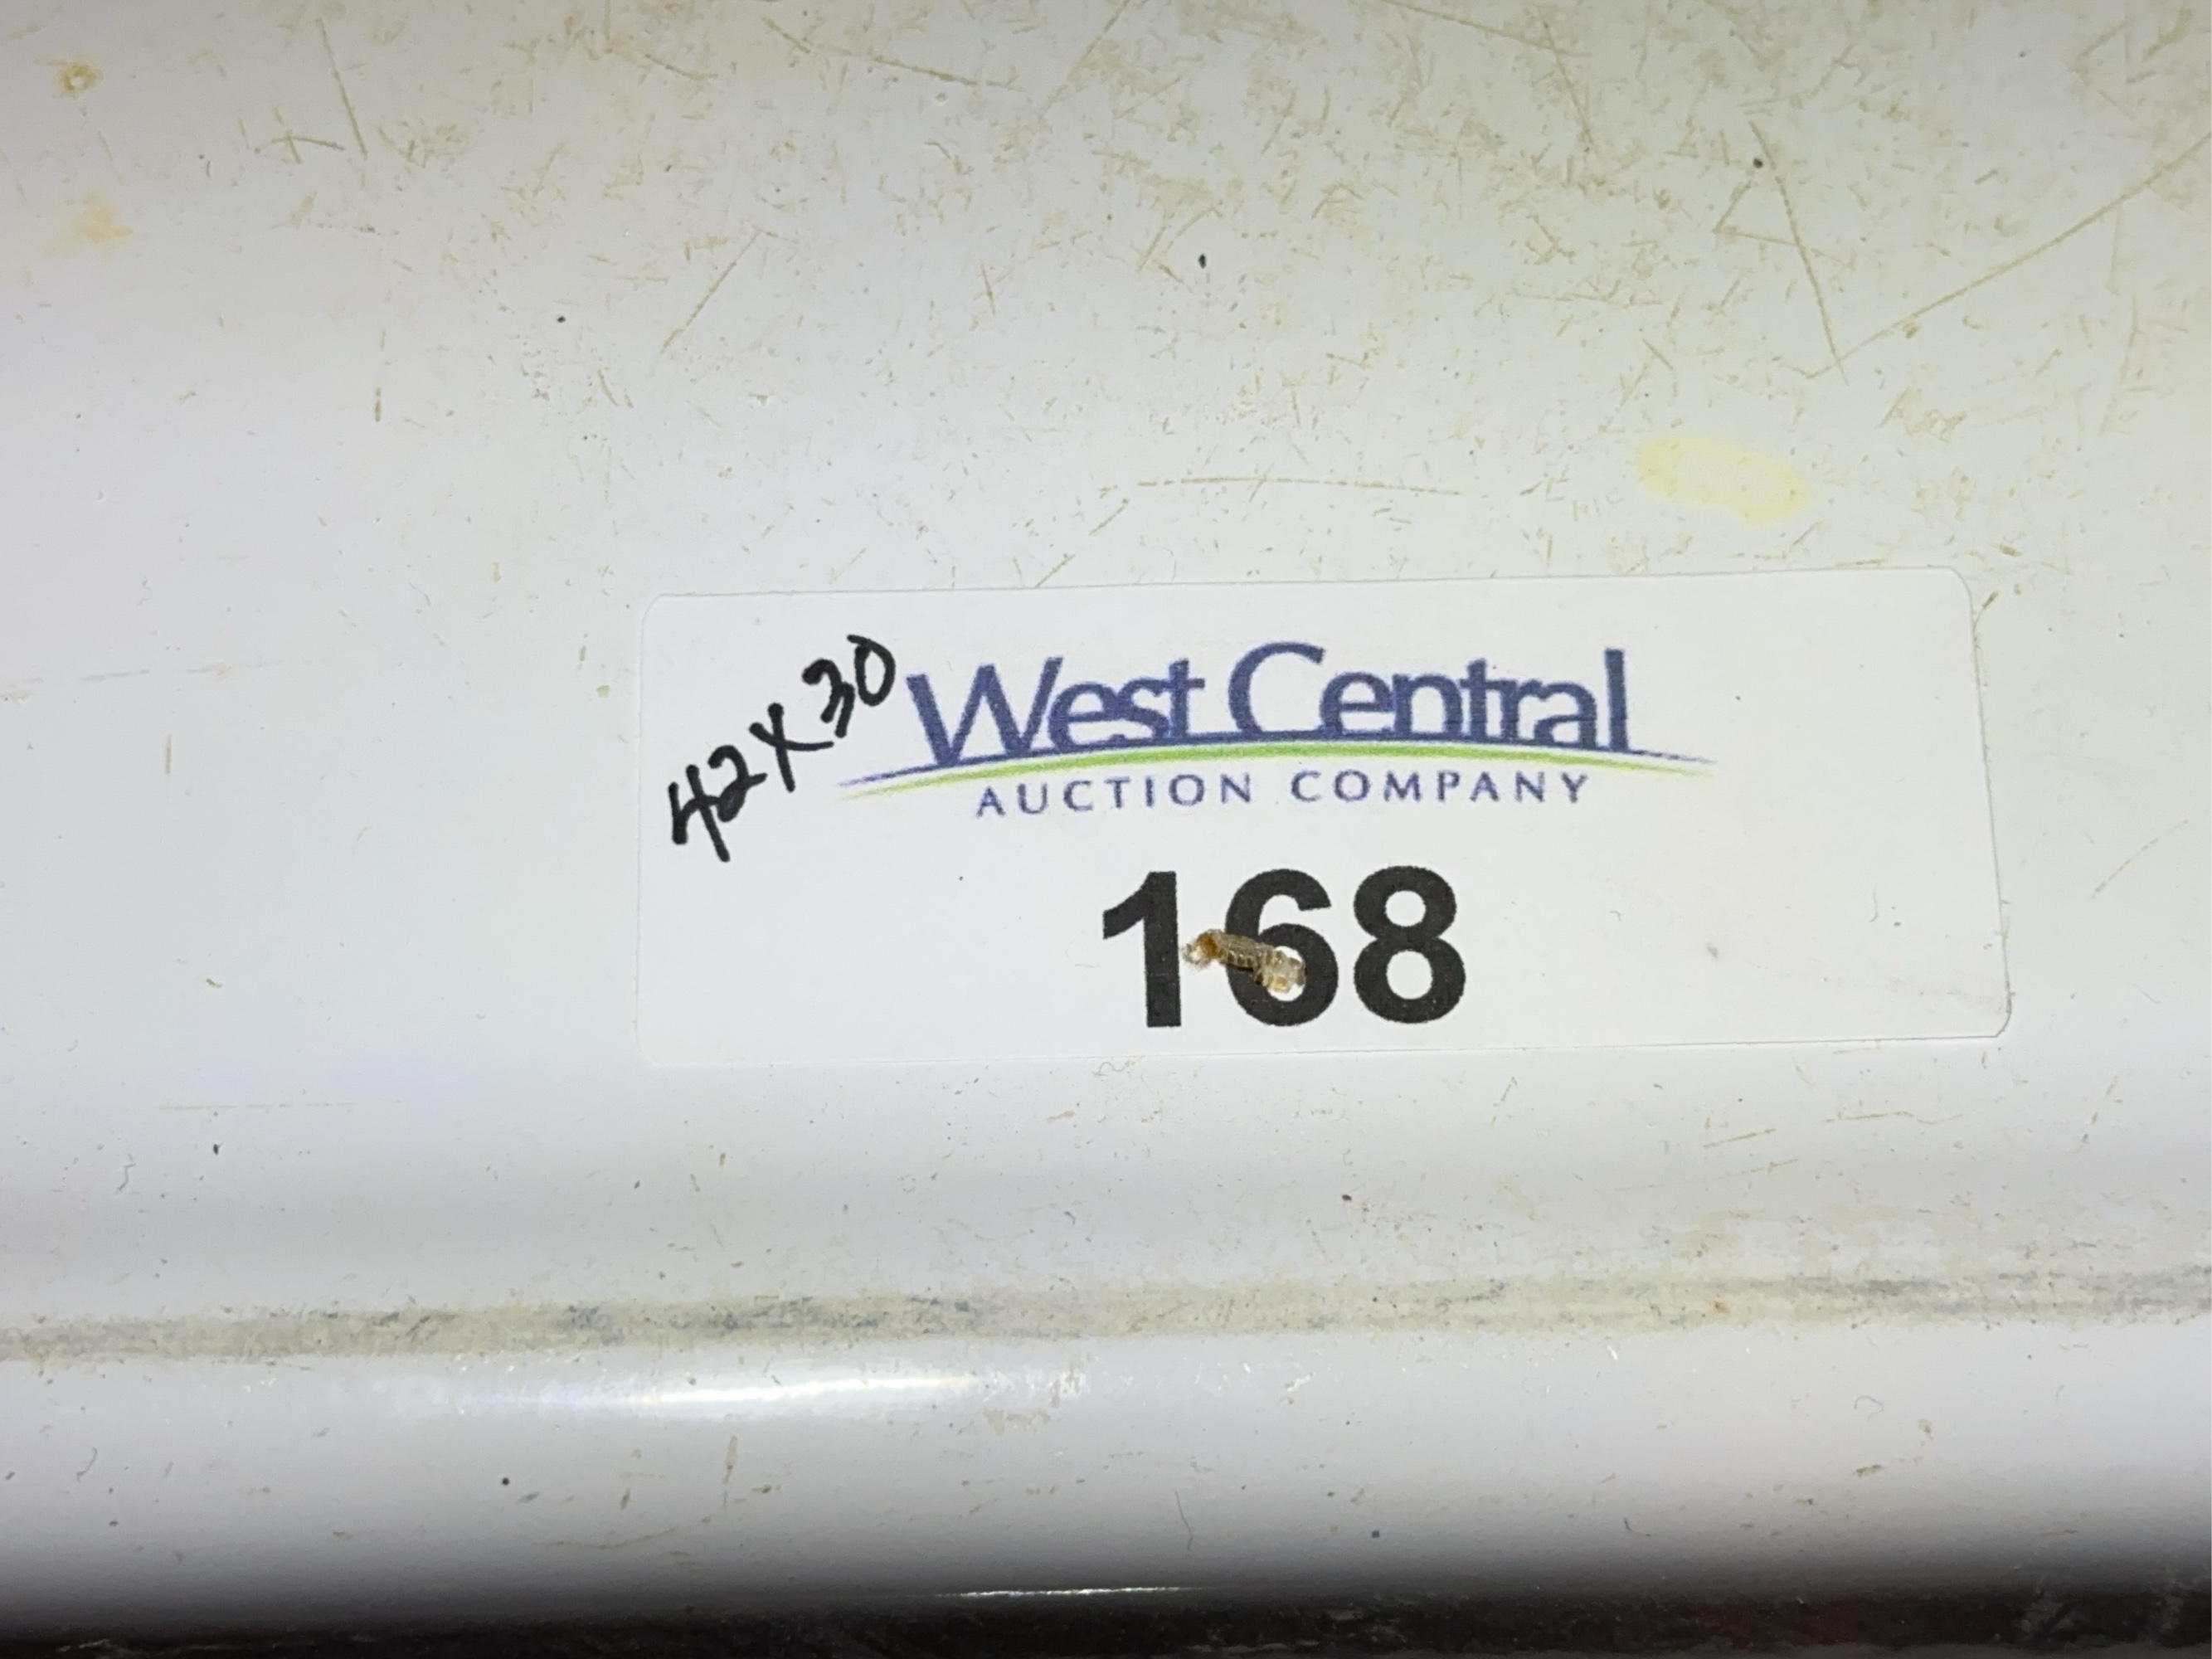 42X30
West Central
AUCTION COMPANY
168